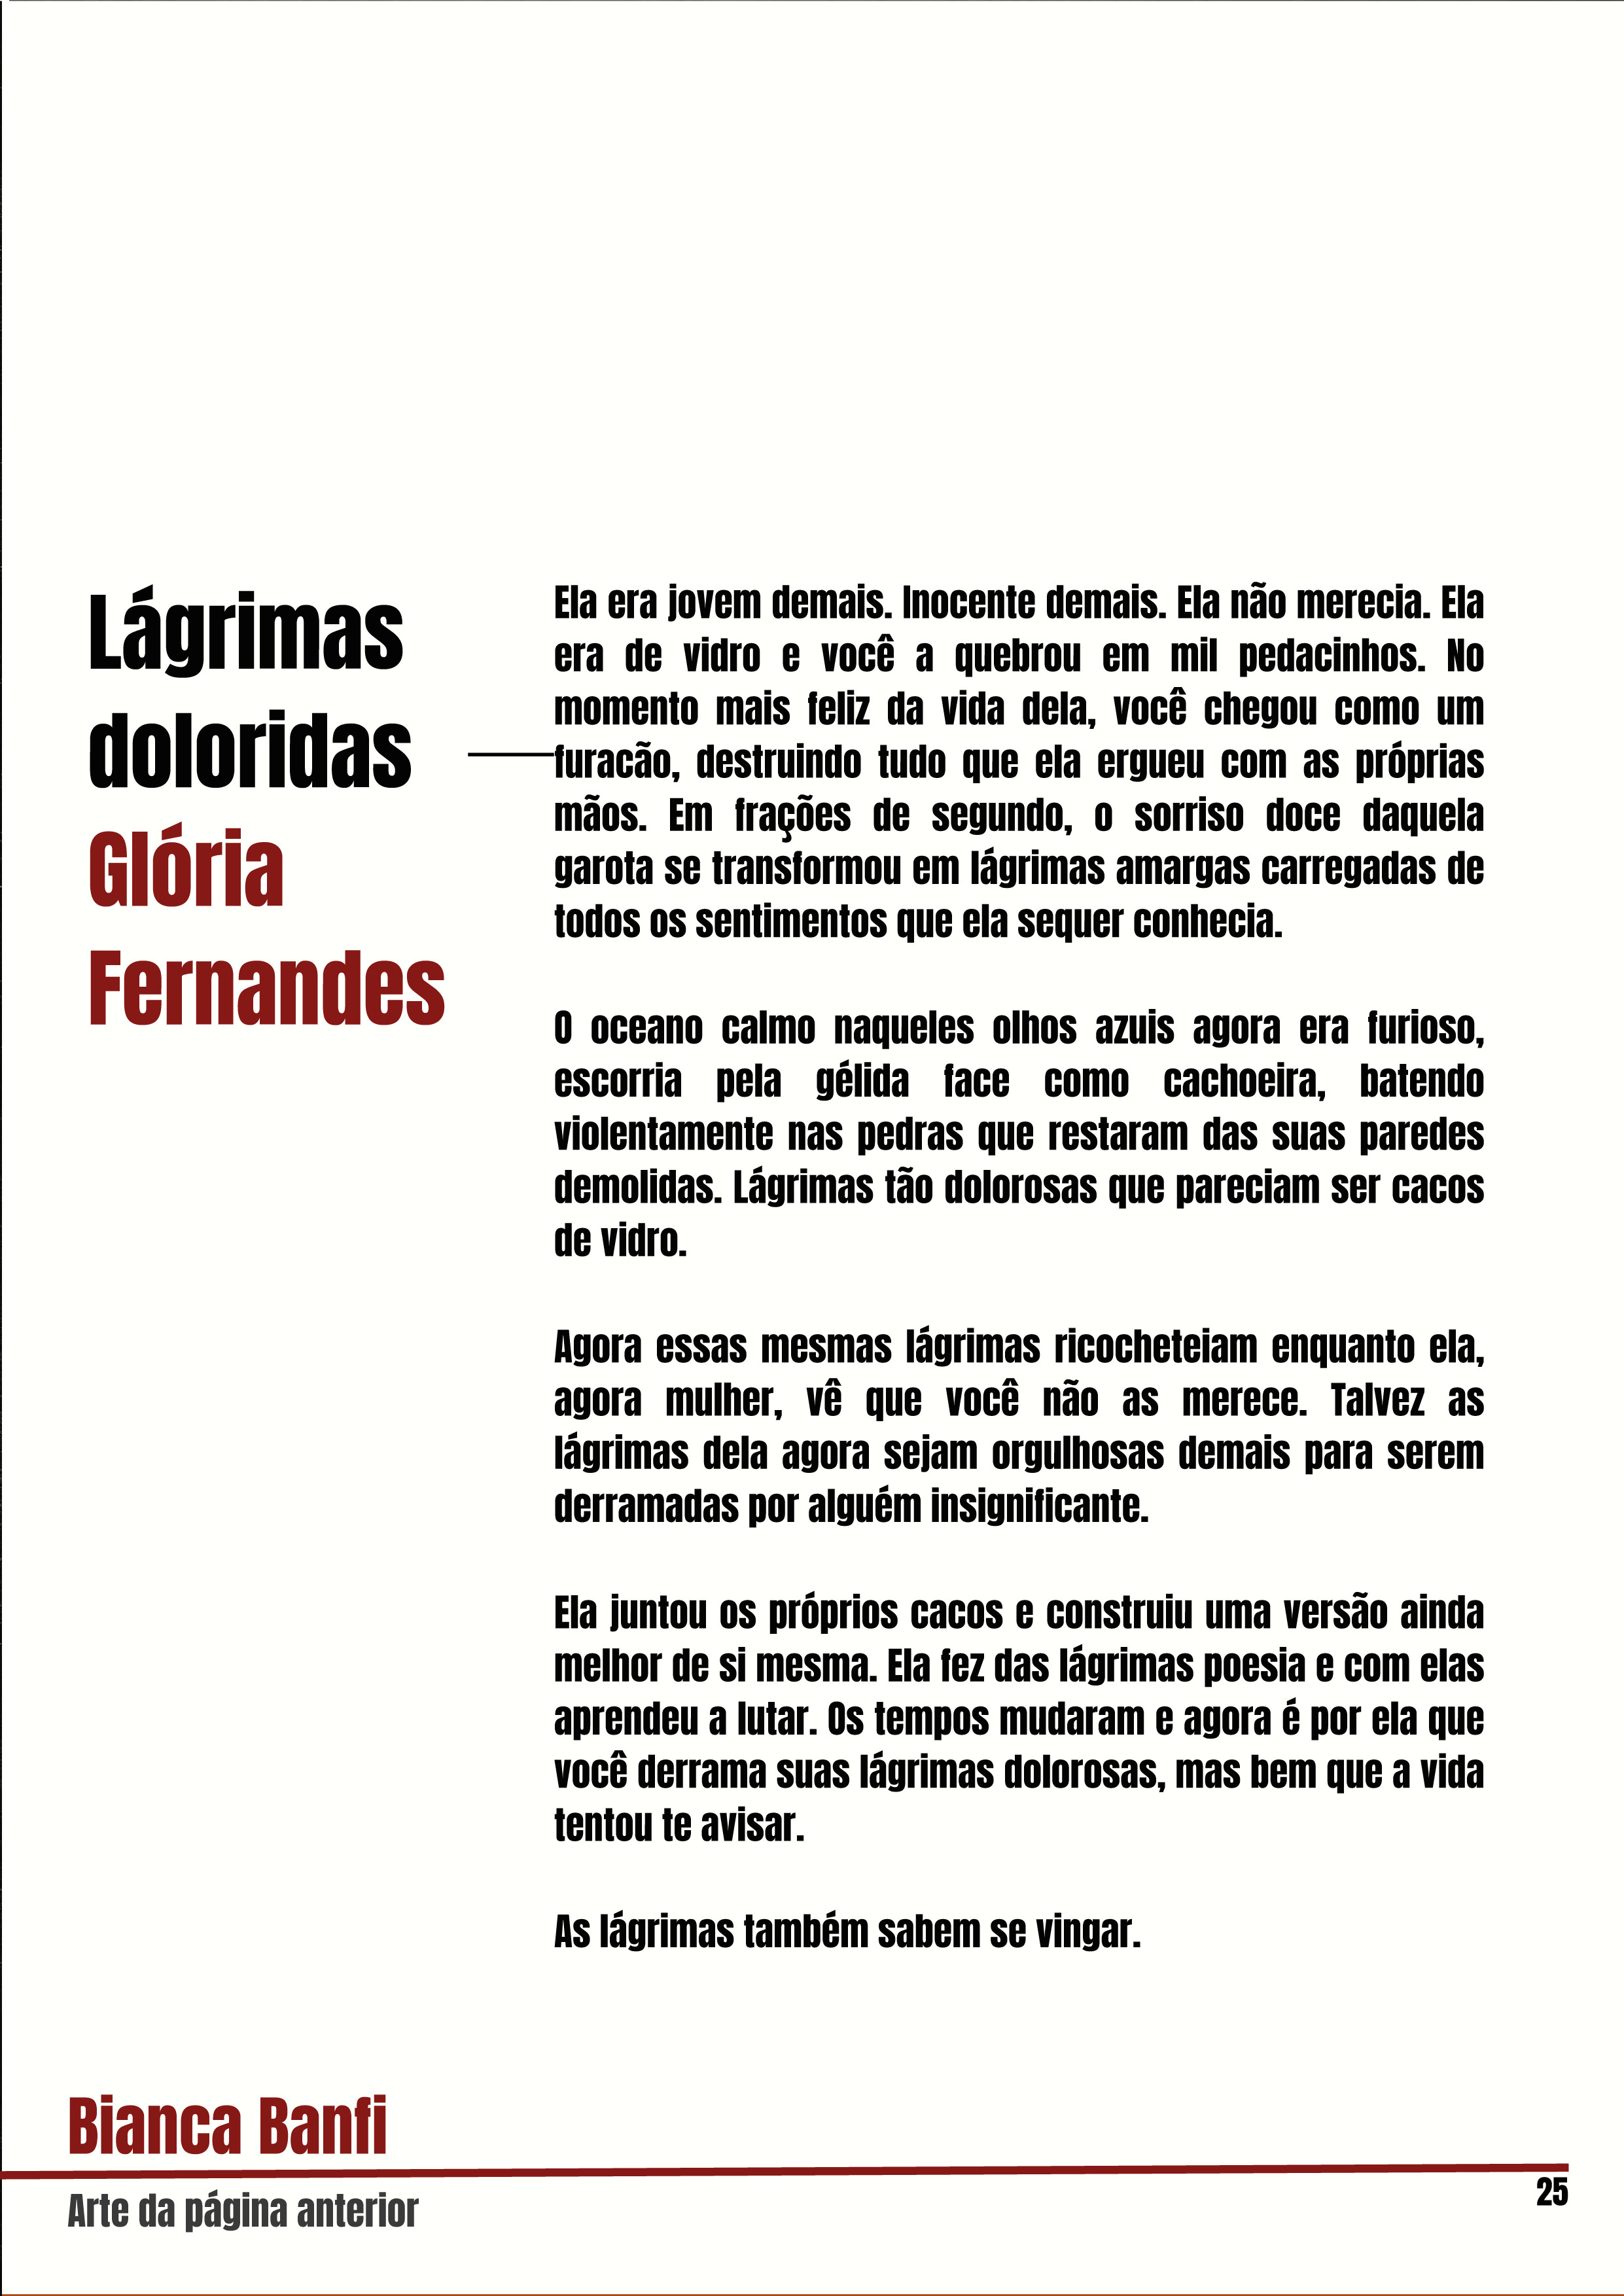 Lágrimas
doloridas
Glória
Fernandes
Ela era jovem demais. Inocente demais. Ela não merecia. Ela
era de vidro e você a quebrou em mil pedacinhos. No
momento mais feliz da vida dela, você chegou como um
furacão, destruindo tudo que ela ergueu com as próprias
mãos. Em frações de segundo, o sorriso doce daquela
garota se transformou em lágrimas amargas carregadas de
todos os sentimentos que ela sequer conhecia.
O oceano calmo naqueles olhos azuis agora era furioso,
escorria pela gélida face como cachoeira, batendo
violentamente nas pedras que restaram das suas paredes
demolidas. Lágrimas tão dolorosas que pareciam ser cacos
de vidro.
Agora essas mesmas lágrimas ricocheteiam enquanto ela,
agora mulher, vê que você não as merece. Talvez as
lágrimas dela agora sejam orgulhosas demais para serem
derramadas por alguém insignificante.
Ela juntou os próprios cacos e construiu uma versão ainda
melhor de si mesma. Ela fez das lágrimas poesia e com elas
aprendeu a lutar. Os tempos mudaram e agora é por ela que
você derrama suas lágrimas dolorosas, mas bem que a vida
tentou te avisar.
As lágrimas também sabem se vingar.
Bianca Banfi
Arte da página anterior
25